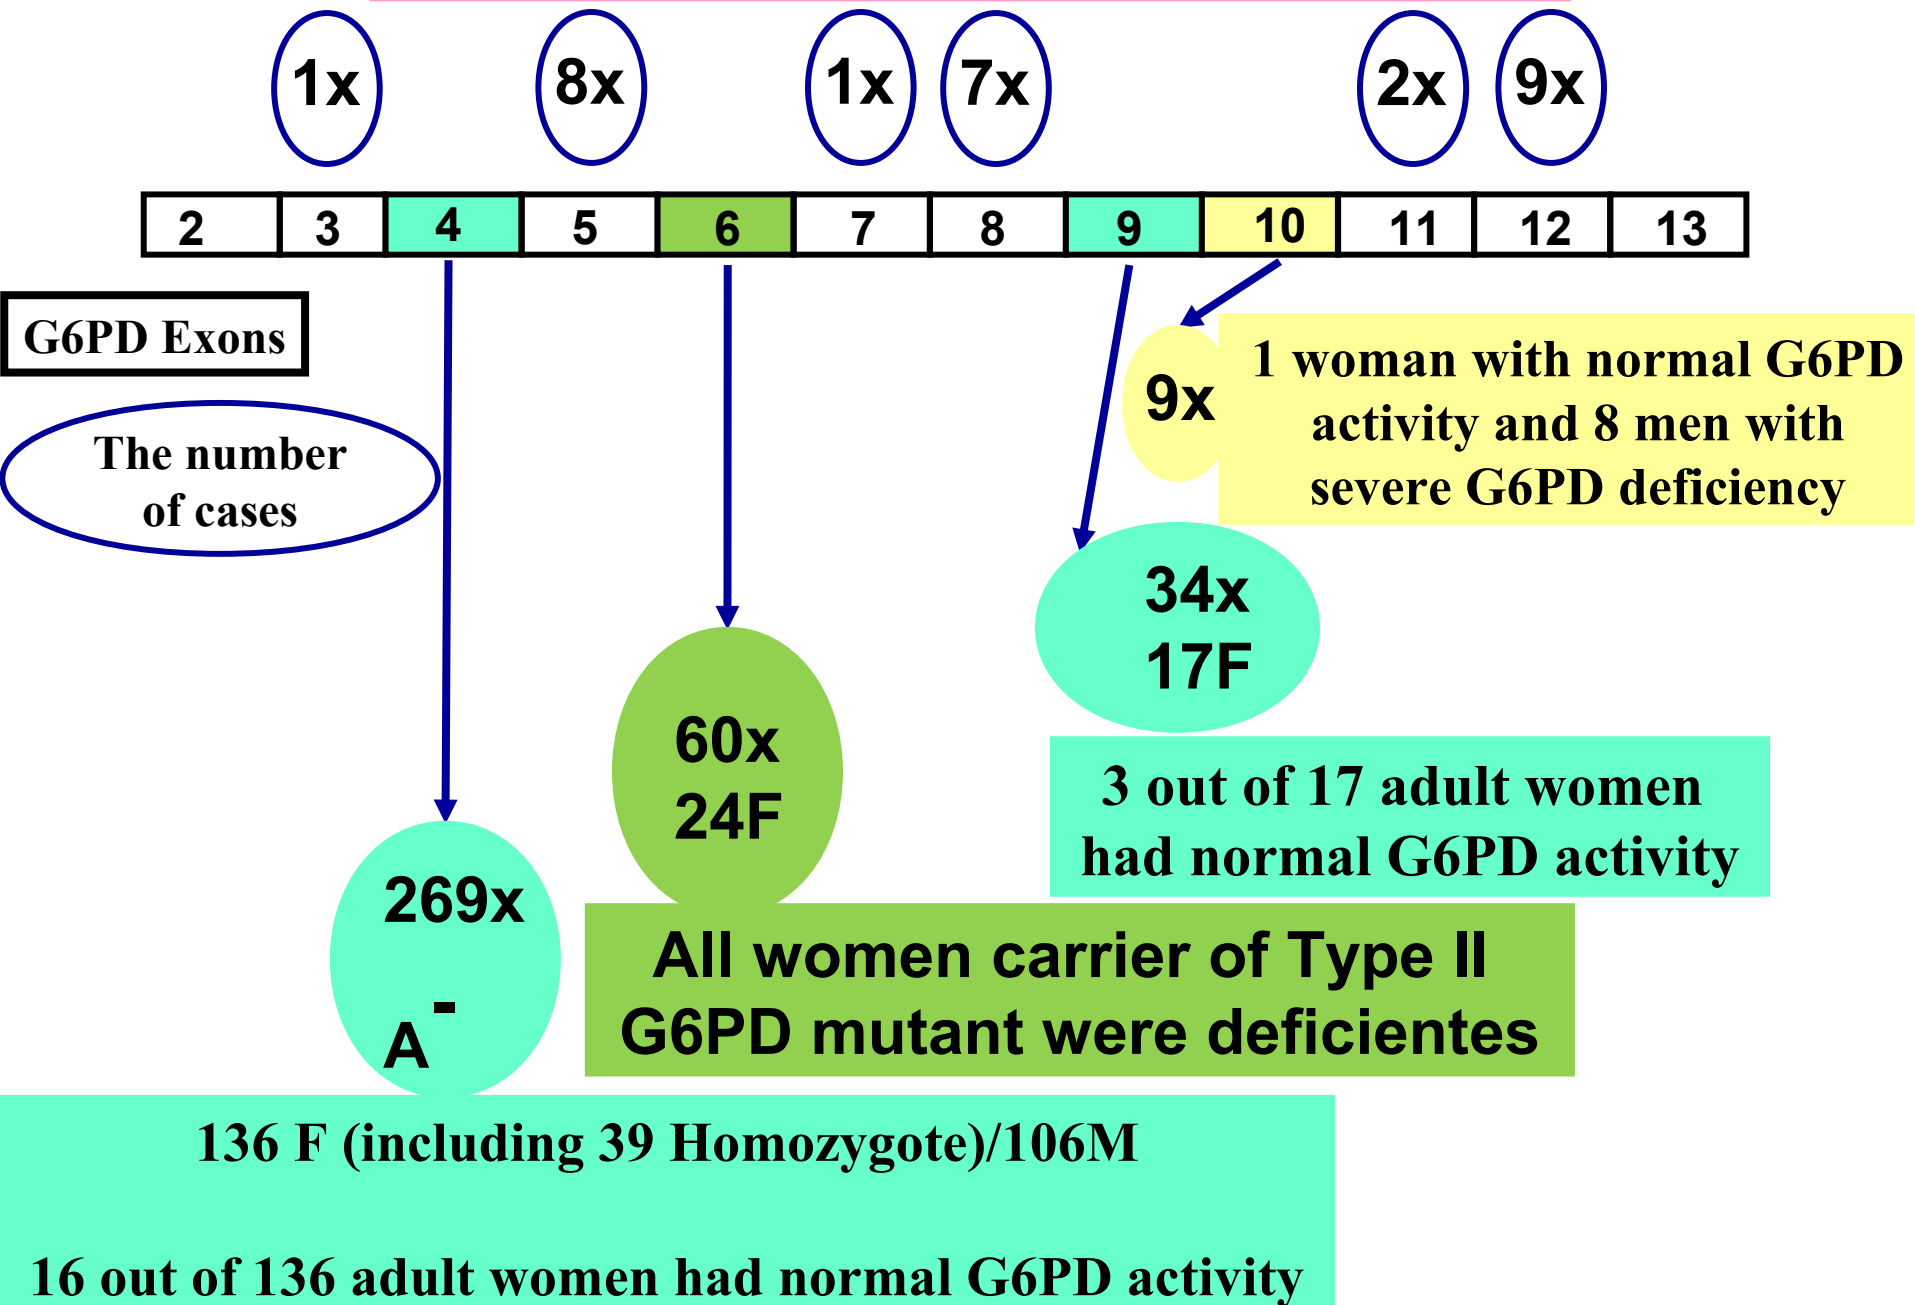 1x 8x 1x 7x 2x 9x
2 3 4 5 6 7 8 9 10 11 12 13
G6PD Exons
The number
of cases
9x
1 woman with normal G6PD
activity and 8 men with
severe G6PD deficiency
34x
17F
3 out of 17 adult women
had normal G6PD activity
60x
24F
All women carrier of Type II
G6PD mutant were deficientes
269x
A-
136 F (including 39 Homozygote)/106M
16 out of 136 adult women had normal G6PD activity